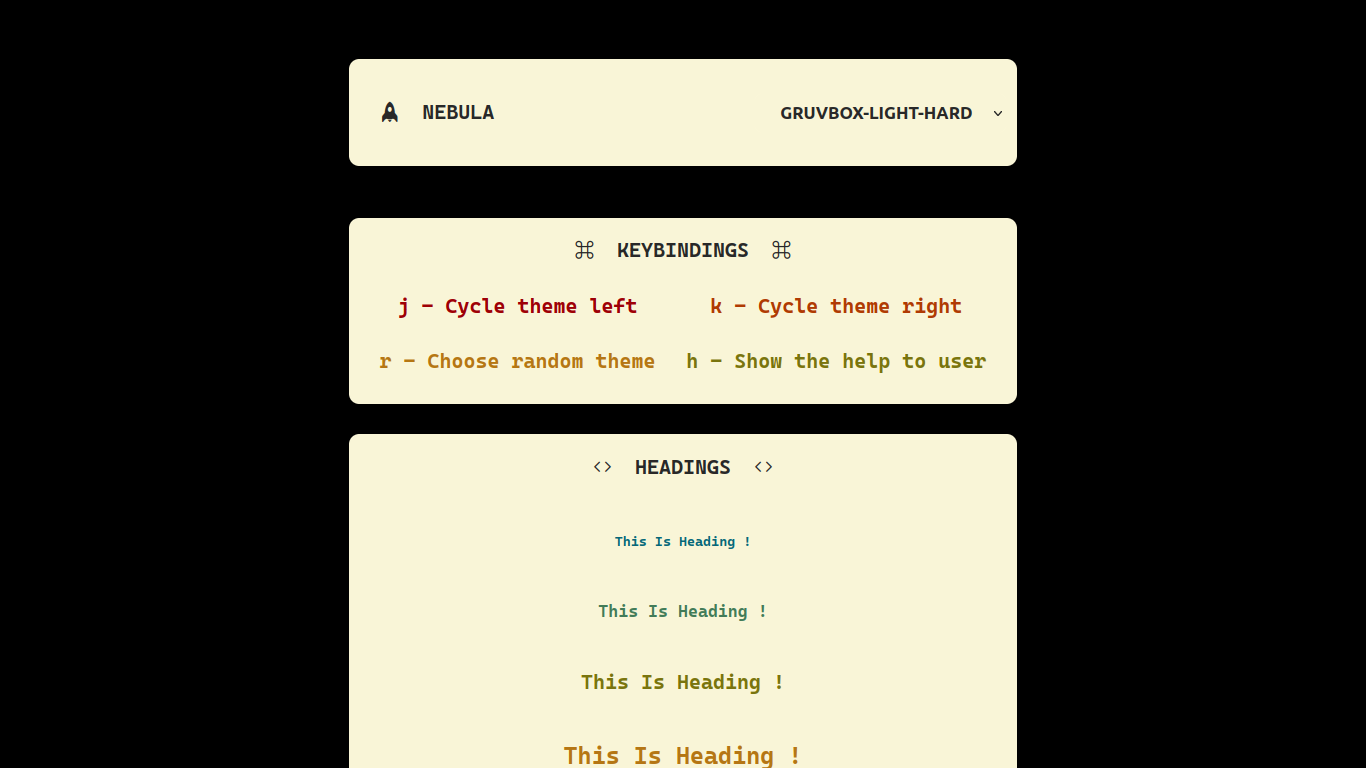 NEBULA GRUVBOX-LIGHT-HARD
⌘ KEYBINDINGS ⌘
j – Cycle theme left k – Cycle theme right
r – Choose random theme h – Show the help to user
<> HEADINGS <>
This Is Heading !
This Is Heading !
This Is Heading !
This Is Heading !